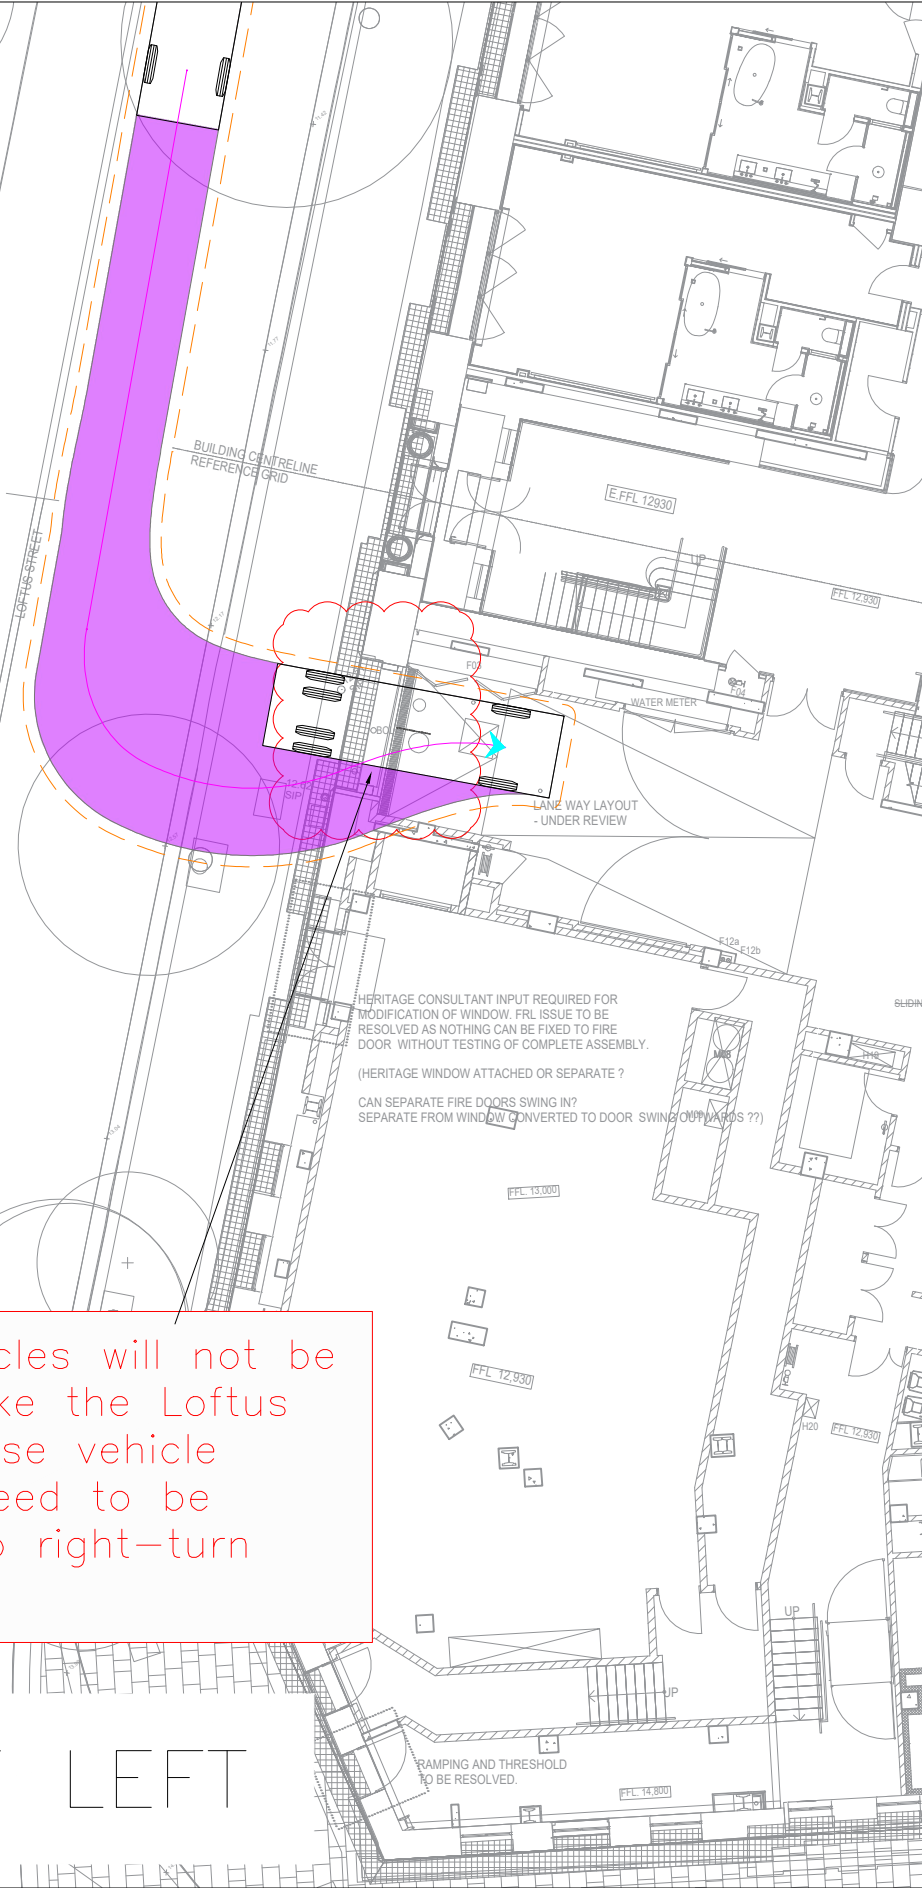 BUILDING CENTRELINE
REFERENCE GRID
LOFTUS STREET
E.FFL 12930
UP
FFL 12,930
F03
F04
WATER METER
LANE WAY LAYOUT
- UNDER REVIEW
F12a
F12b
SLIDIN
HERITAGE CONSULTANT INPUT REQUIRED FOR
MODIFICATION OF WINDOW. FRL ISSUE TO BE
RESOLVED AS NOTHING CAN BE FIXED TO FIRE
DOOR WITHOUT TESTING OF COMPLETE ASSEMBLY.
(HERITAGE WINDOW ATTACHED OR SEPARATE ?
CAN SEPARATE FIRE DOORS SWING IN?
SEPARATE FROM WINDOW CONVERTED TO DOOR SWING OUTWARDS ??)
FFL. 13,000
cles will not be
ke the Loftus
se vehicle
eed to be
o right-turn
FFL 12,930
H20
FFL 12,930
UP
UP
LEFT
RAMPING AND THRESHOLD
TO BE RESOLVED.
FFL. 14,800